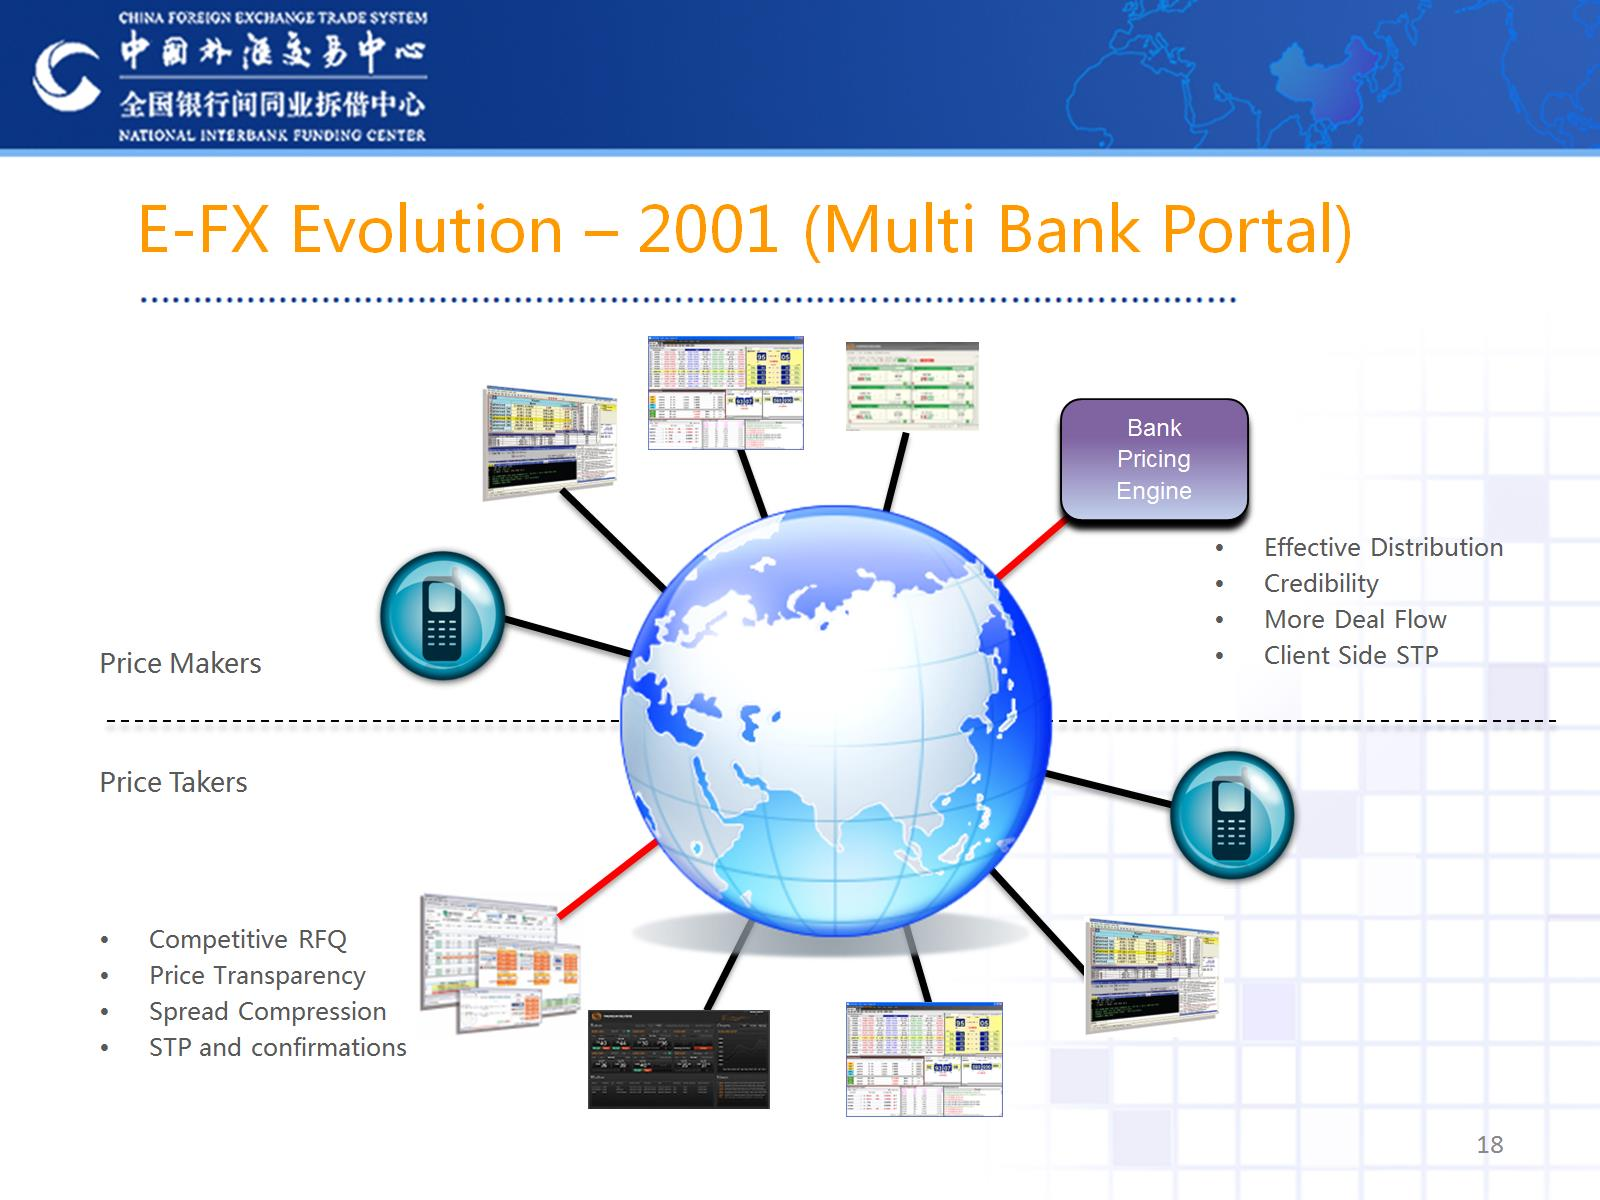 CHINA FOREIGN EXCHANGE TRADE SYSTEM
中国外汇交易中心
全国银行间同业拆借中心
NATIONAL INTERBANK FUNDING CENTER
E-FX Evolution – 2001 (Multi Bank Portal)
Bank
Pricing
Engine
• Effective Distribution
• Credibility
• More Deal Flow
• Client Side STP
Price Makers
Price Takers
• Competitive RFQ
• Price Transparency
• Spread Compression
• STP and confirmations
18